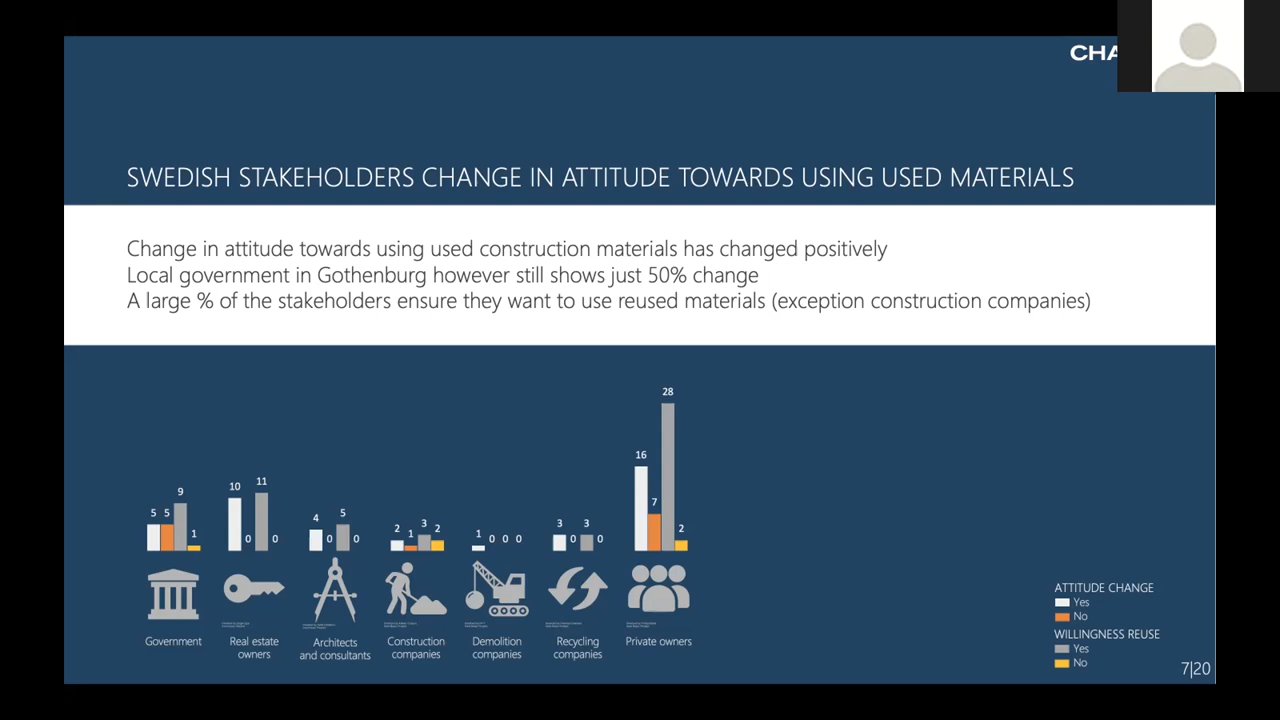 CHA
SWEDISH STAKEHOLDERS CHANGE IN ATTITUDE TOWARDS USING USED MATERIALS
Change in attitude towards using used construction materials has changed positively
Local government in Gothenburg however still shows just 50% change
A large % of the stakeholders ensure they want to use reused materials (exception construction companies)
5 5 9 1
10 0 11 0
4 0 5 0
2 1 3 2
1 0 0 0
3 0 3 0
16 7 28 2
Government
Real estate
owners
Architects
and consultants
Construction
companies
Demolition
companies
Recycling
companies
Private owners
ATTITUDE CHANGE
Yes
No
WILLINGNESS REUSE
Yes
No
7|20